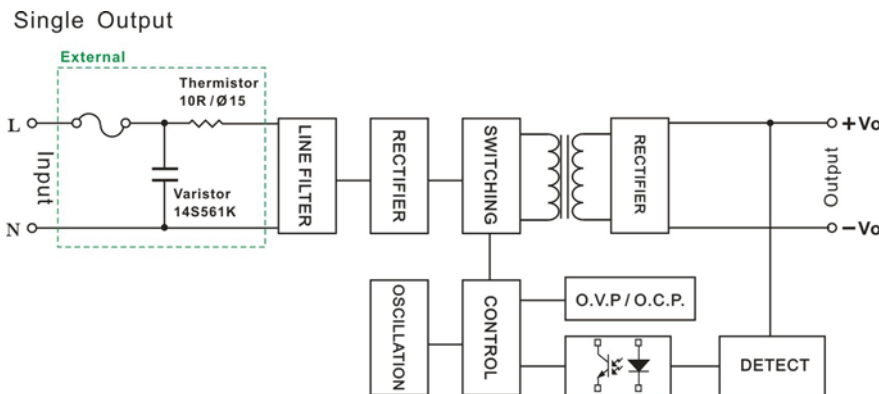 Single Output
External
Thermistor
10R/Ø15
L
Input
N
Varistor
14S561K
LINE FILTER
RECTIFIER
SWITCHING
RECTIFIER
+Vo
Output
−Vo
OSCILLATION
CONTROL
O.V.P/O.C.P.
DETECT